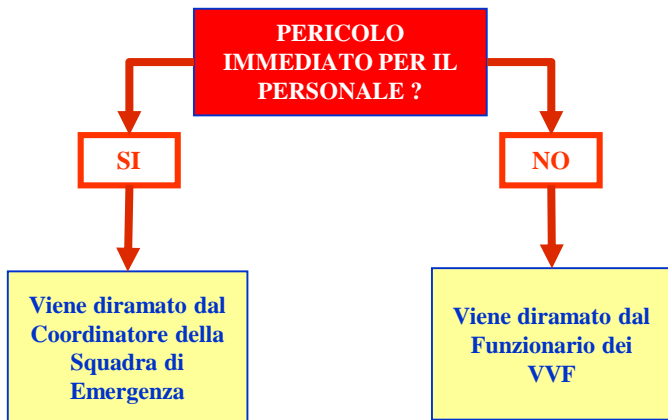 PERICOLO
IMMEDIATO PER IL
PERSONALE ?
SI
NO
Viene diramato dal
Coordinatore della
Squadra di
Emergenza
Viene diramato dal
Funzionario dei
VVF